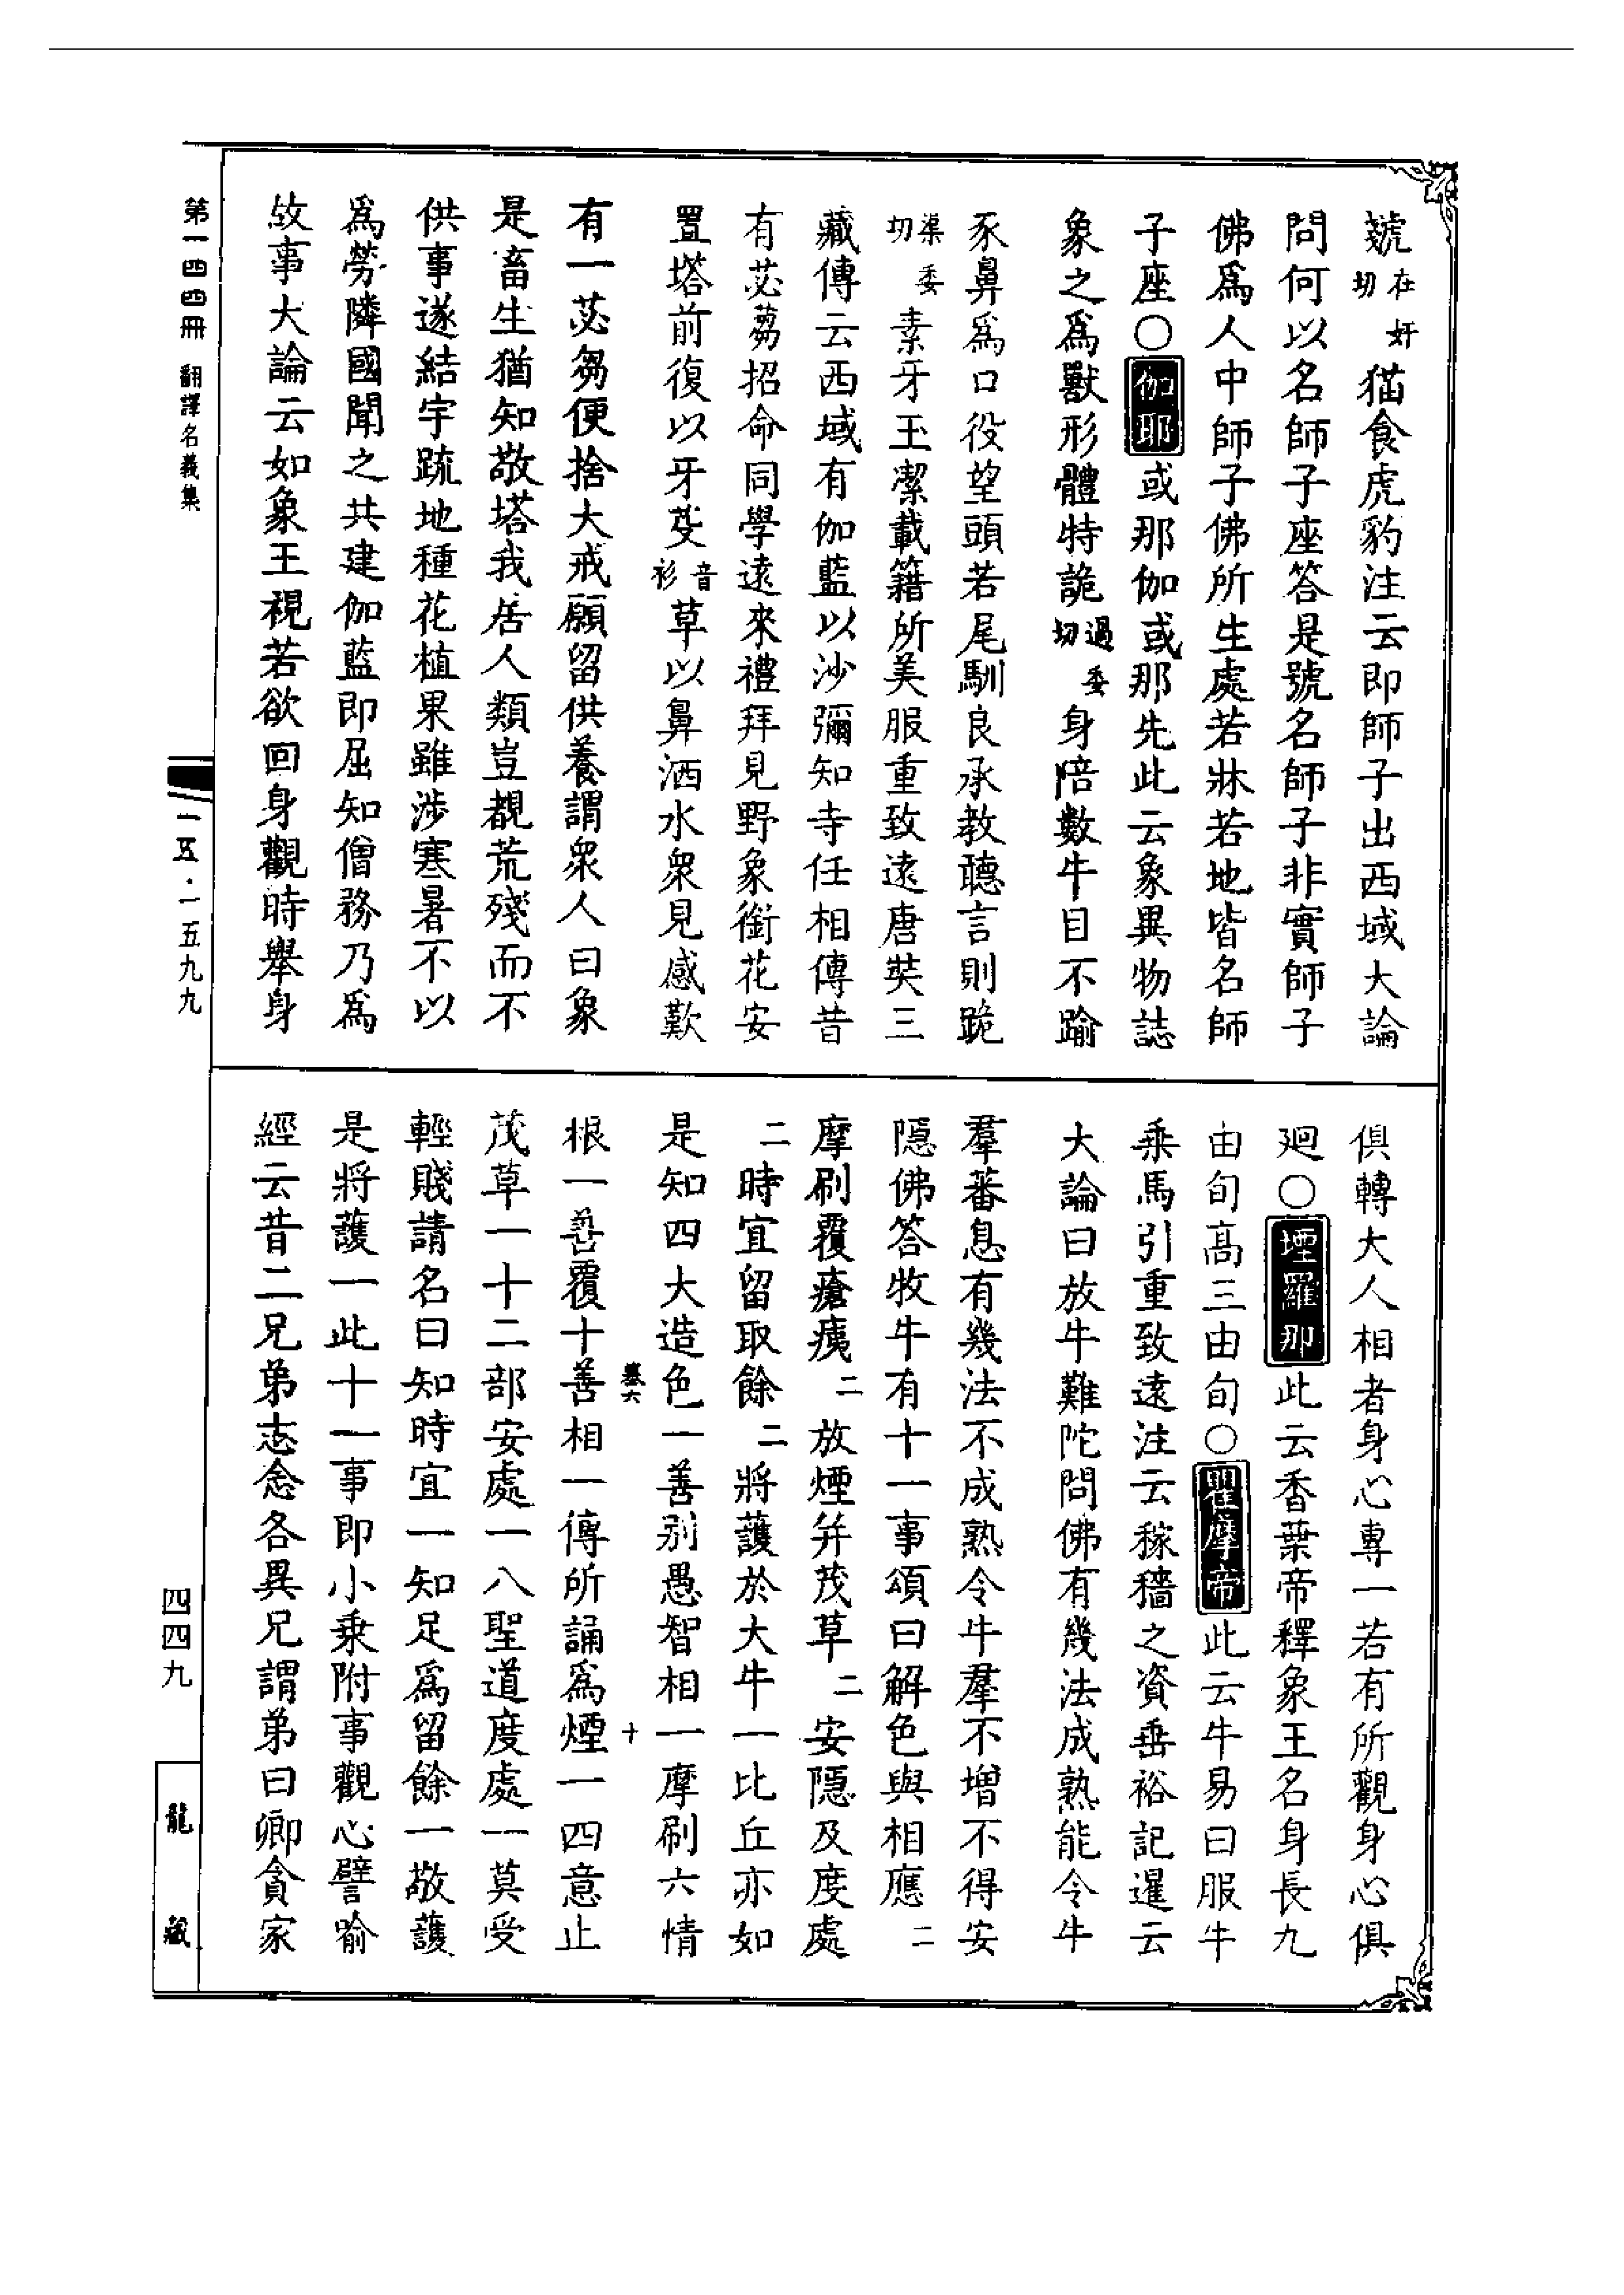 虦在奸切猫食虎豹注云即師子出西域大論
問何以名師子座答是號名師子非實師子
佛爲人中師子佛所生處若牀若地皆名師
子座○伽耶或那伽或那先此云象異物誌
象之爲獸形體特詭過委切身陪數牛目不踰
豕鼻爲口役望頭若尾馴良承教聽言則跪
渠委切素牙玉潔載籍所美服重致遠唐奘三
藏傳云西域有伽藍以沙彌知寺任相傳昔
有苾蒭招命同學遠來禮拜見野象銜花安
置塔前復以牙芟音衫草以鼻洒水衆見感歎
有一苾芻便捨大戒願留供養謂衆人曰象
是畜生猶知敬塔我居人類豈覩荒殘而不
供事遂結宇疏地種花植果雖涉寒暑不以
爲勞隣國聞之共建伽藍即屈知僧務乃爲
故事大論云如象王視若欲回身觀時舉身
俱轉大人相者身心專一若有所觀身心俱
廻○堙羅那此云香葉帝釋象王名身長九
由旬高三由旬○瞿摩帝此云牛易曰服牛
乘馬引重致遠注云稼穡之資垂裕記暹云
大論曰放牛難陀問佛有幾法成熟能令牛
羣蕃息有幾法不成熟令牛羣不增不得安
隱佛答牧牛有十一事頌曰解色與相應二
摩刷覆瘡痍二放煙并茂草二安隱及度處
二時宜留取餘二將護於大牛一比丘亦如
是知四大造色一善别愚智相一摩刷六情
根一善覆十善相一傳所誦爲煙一四意止
茂草一十二部安處一八聖道度處一莫受
輕賤請名曰知時宜一知足爲留餘一敬護
是將護一此十一事即小乘附事觀心譬喻
經云昔二兄弟志念各異兄謂弟曰卿貪家
卷六
十
第一四四冊 翻譯名義集
一五·一五九九
四四九
龍藏